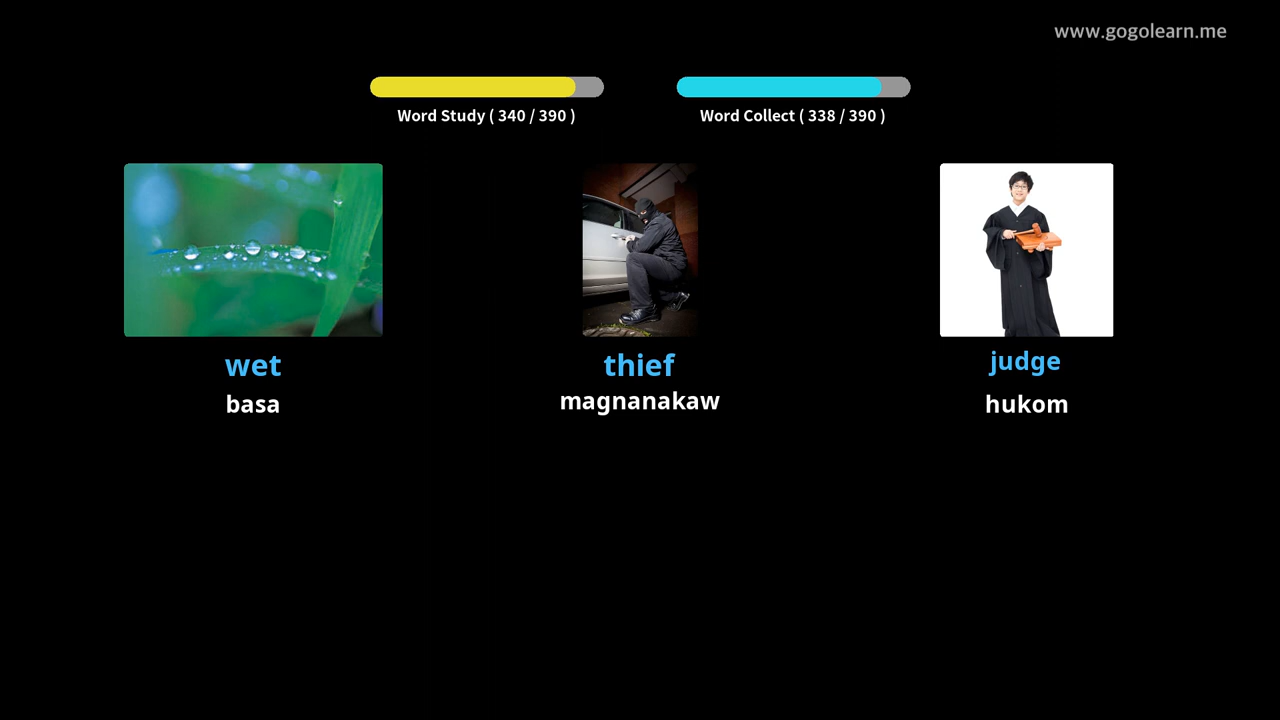 www.gogolearn.me
Word Study ( 340 / 390 )
Word Collect ( 338 / 390 )
wet
basa
thief
magnanakaw
judge
hukom